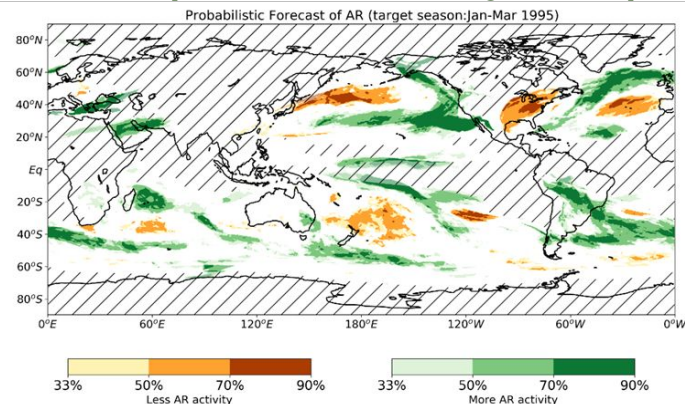 Probabilistic Forecast of AR (target season:Jan-Mar 1995)
80°N
60°N
40°N
20°N
Eq
20°S
40°S
60°S
80°S
0°E 60°E 120°E 180°E 120°W 60°W 0°W
33% 50% 70% 90% 33% 50% 70% 90%
Less AR activity More AR activity